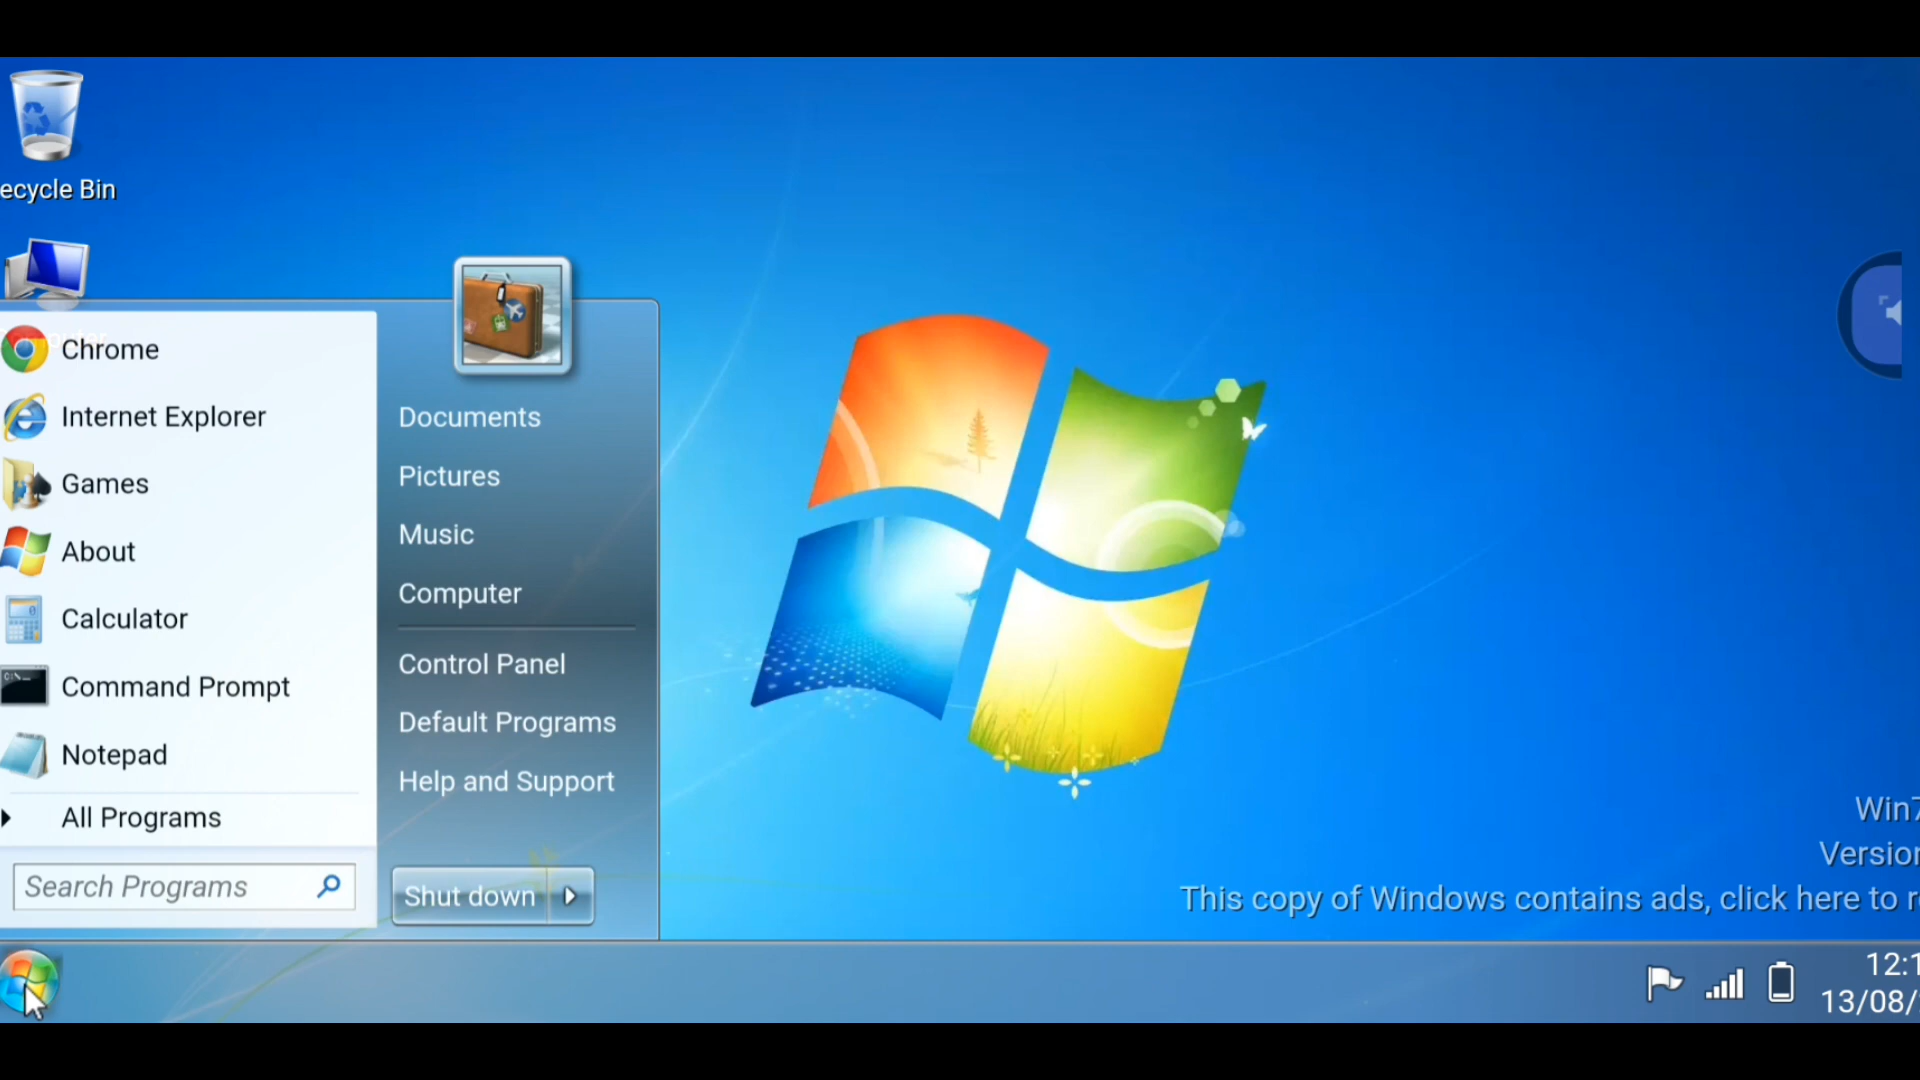 ecycle Bin
Chrome
Internet Explorer
Games
About
Calculator
Command Prompt
Notepad
All Programs
Search Programs
Documents
Pictures
Music
Computer
Control Panel
Default Programs
Help and Support
Shut down
Win7
Version
This copy of Windows contains ads, click here to r
12:1
13/08/